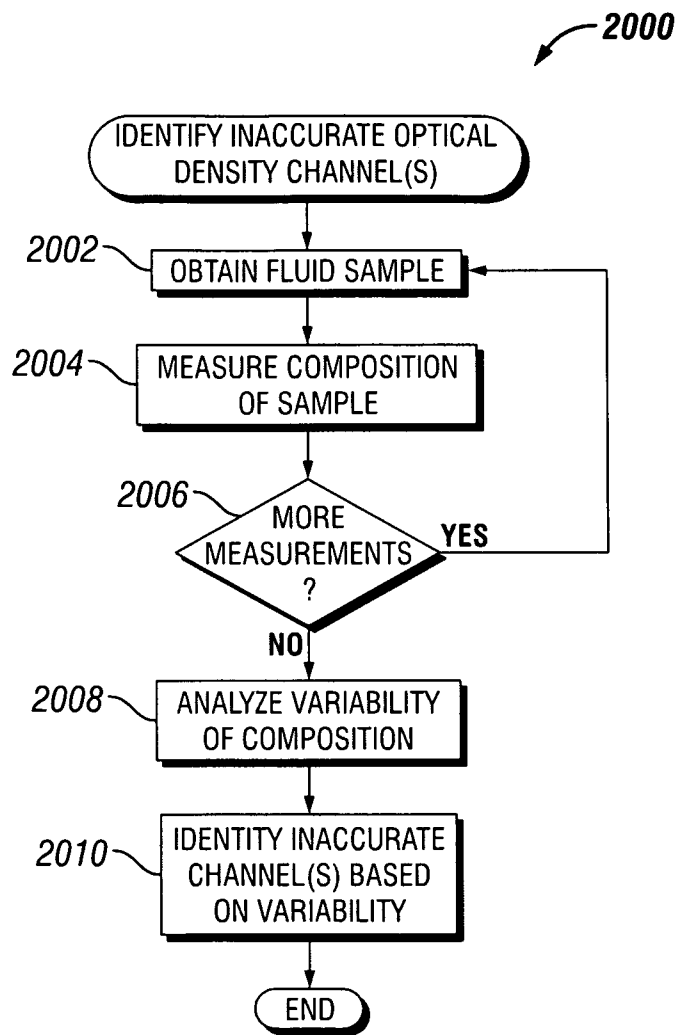 2000
IDENTIFY INACCURATE OPTICAL
DENSITY CHANNEL(S)
2002
OBTAIN FLUID SAMPLE
2004
MEASURE COMPOSITION
OF SAMPLE
2006
MORE
MEASUREMENTS
?
YES
NO
2008
ANALYZE VARIABILITY
OF COMPOSITION
2010
IDENTITY INACCURATE
CHANNEL(S) BASED
ON VARIABILITY
END